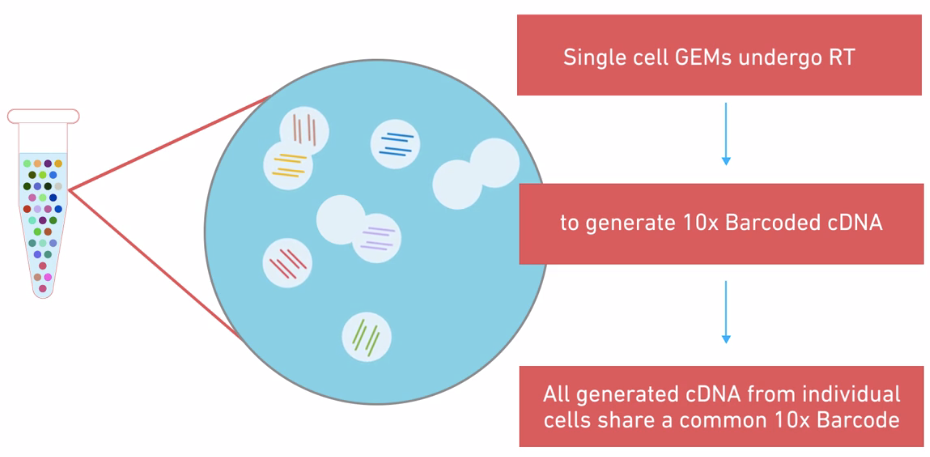 Single cell GEMs undergo RT
to generate 10x Barcoded cDNA
All generated cDNA from individual
cells share a common 10x Barcode